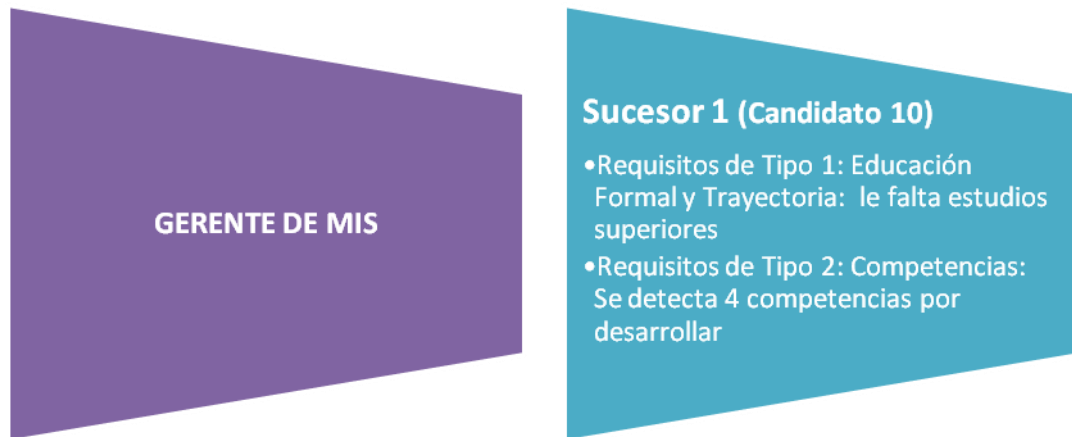 GERENTE DE MIS
Sucesor 1 (Candidato 10)
•Requisitos de Tipo 1: Educación
Formal y Trayectoria: le falta estudios
superiores
•Requisitos de Tipo 2: Competencias:
Se detecta 4 competencias por
desarrollar